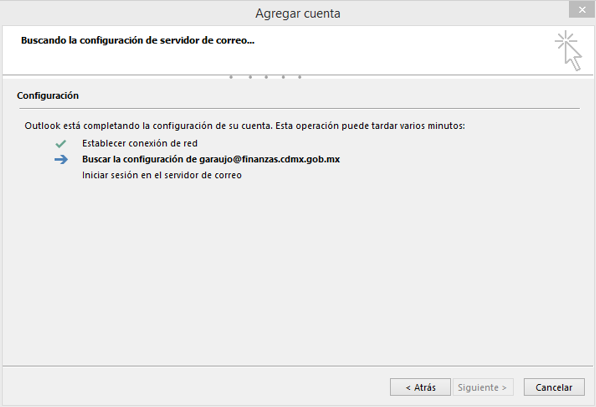 Agregar cuenta
Buscando la configuración de servidor de correo...
Configuración
Outlook está completando la configuración de su cuenta. Esta operación puede tardar varios minutos:
Establecer conexión de red
Buscar la configuración de garaujo@finanzas.cdmx.gob.mx
Iniciar sesión en el servidor de correo
< Atrás Siguiente > Cancelar